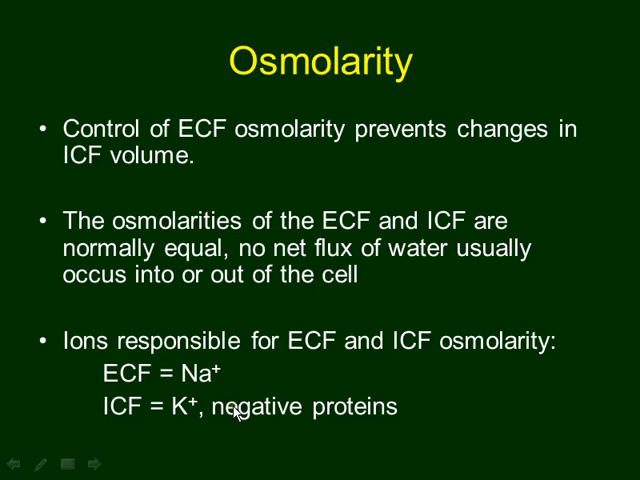 Osmolarity
• Control of ECF osmolarity prevents changes in
ICF volume.
• The osmolarities of the ECF and ICF are
normally equal, no net flux of water usually
occus into or out of the cell
• Ions responsible for ECF and ICF osmolarity:
ECF = Na⁺
ICF = K⁺, negative proteins